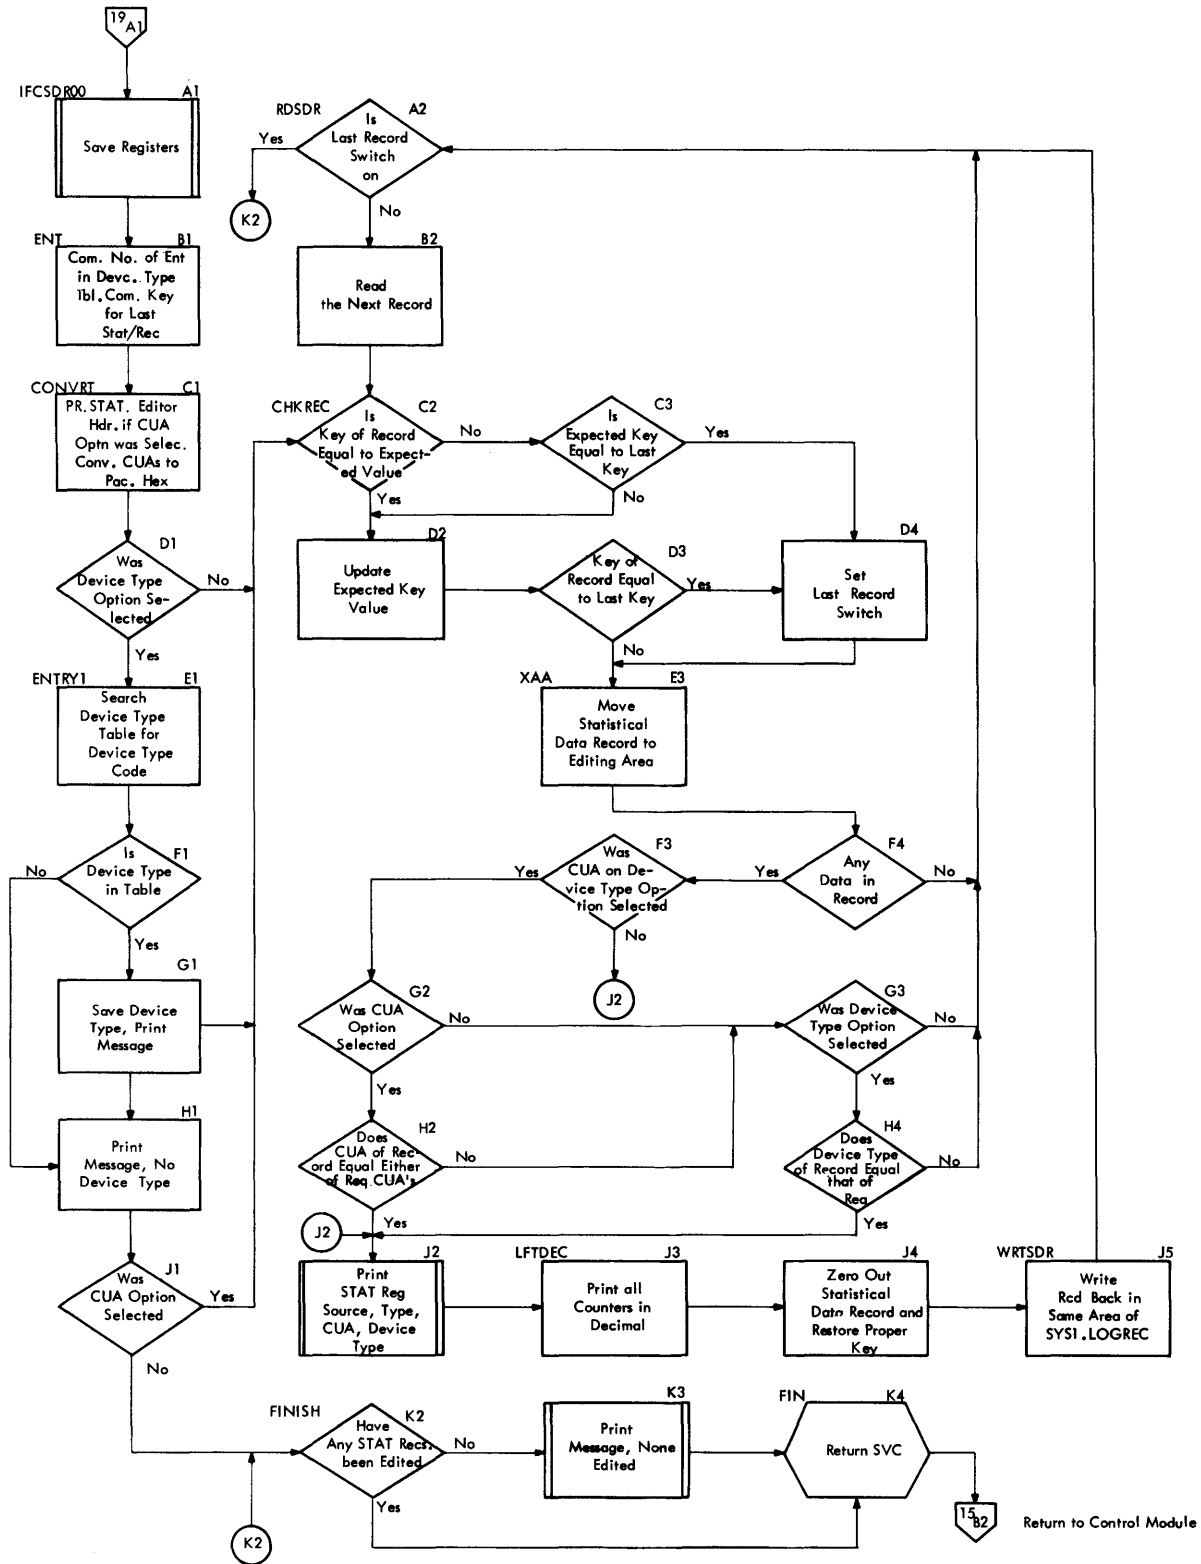 19
A1
IFCSDR00
A1
Save Registers
ENT
B1
Com. No. of Ent
in Devc. Type
Tbl. Com. Key
for Last
Stat/Rec
CONVRT
C1
PR.STAT. Editor
Hdr. if CUA
Optn was Selec.
Conv. CUAs to
Pac. Hex
D1
Was
Device Type
Option Se-
lected
No
Yes
ENTRY1
E1
Search
Device Type
Table for
Device Type
Code
F1
Is
Device Type
in Table
No
Yes
G1
Save Device
Type, Print
Message
H1
Print
Message, No
Device Type
J1
Was
CUA Option
Selected
Yes
No
RDSDR
A2
Is
Last Record
Switch
on
Yes
K2
No
B2
Read
the Next Record
CHKREC
C2
Is
Key of Record
Equal to Expect-
ed Value
No
Yes
C3
Is
Expected Key
Equal to Last
Key
Yes
No
D2
Update
Expected Key
Value
D3
Key of
Record Equal
to Last Key
Yes
No
D4
Set
Last Record
Switch
XAA
E3
Move
Statistical
Data Record to
Editing Area
F4
Any
Data in
Record
Yes
No
F3
Was
CUA on De-
vice Type Op-
tion Selected
Yes
No
J2
G2
Was CUA
Option
Selected
No
Yes
G3
Was Device
Type Option
Selected
No
Yes
H2
Does
CUA of Rec-
ord Equal Either
of Req. CUA's
No
Yes
H4
Does
Device Type
of Record Equal
that of
Req
No
Yes
J2
J2
Print
STAT Reg
Source, Type,
CUA, Device
Type
LFTDEC
J3
Print all
Counters in
Decimal
J4
Zero Out
Statistical
Data Record and
Restore Proper
Key
WRTSDR
J5
Write
Rcd Back in
Same Area of
SYS1.LOGREC
FINISH
K2
Have
Any STAT Recs.
been Edited
No
Yes
K2
K3
Print
Message, None
Edited
FIN
K4
Return SVC
15
B2
Return to Control Module